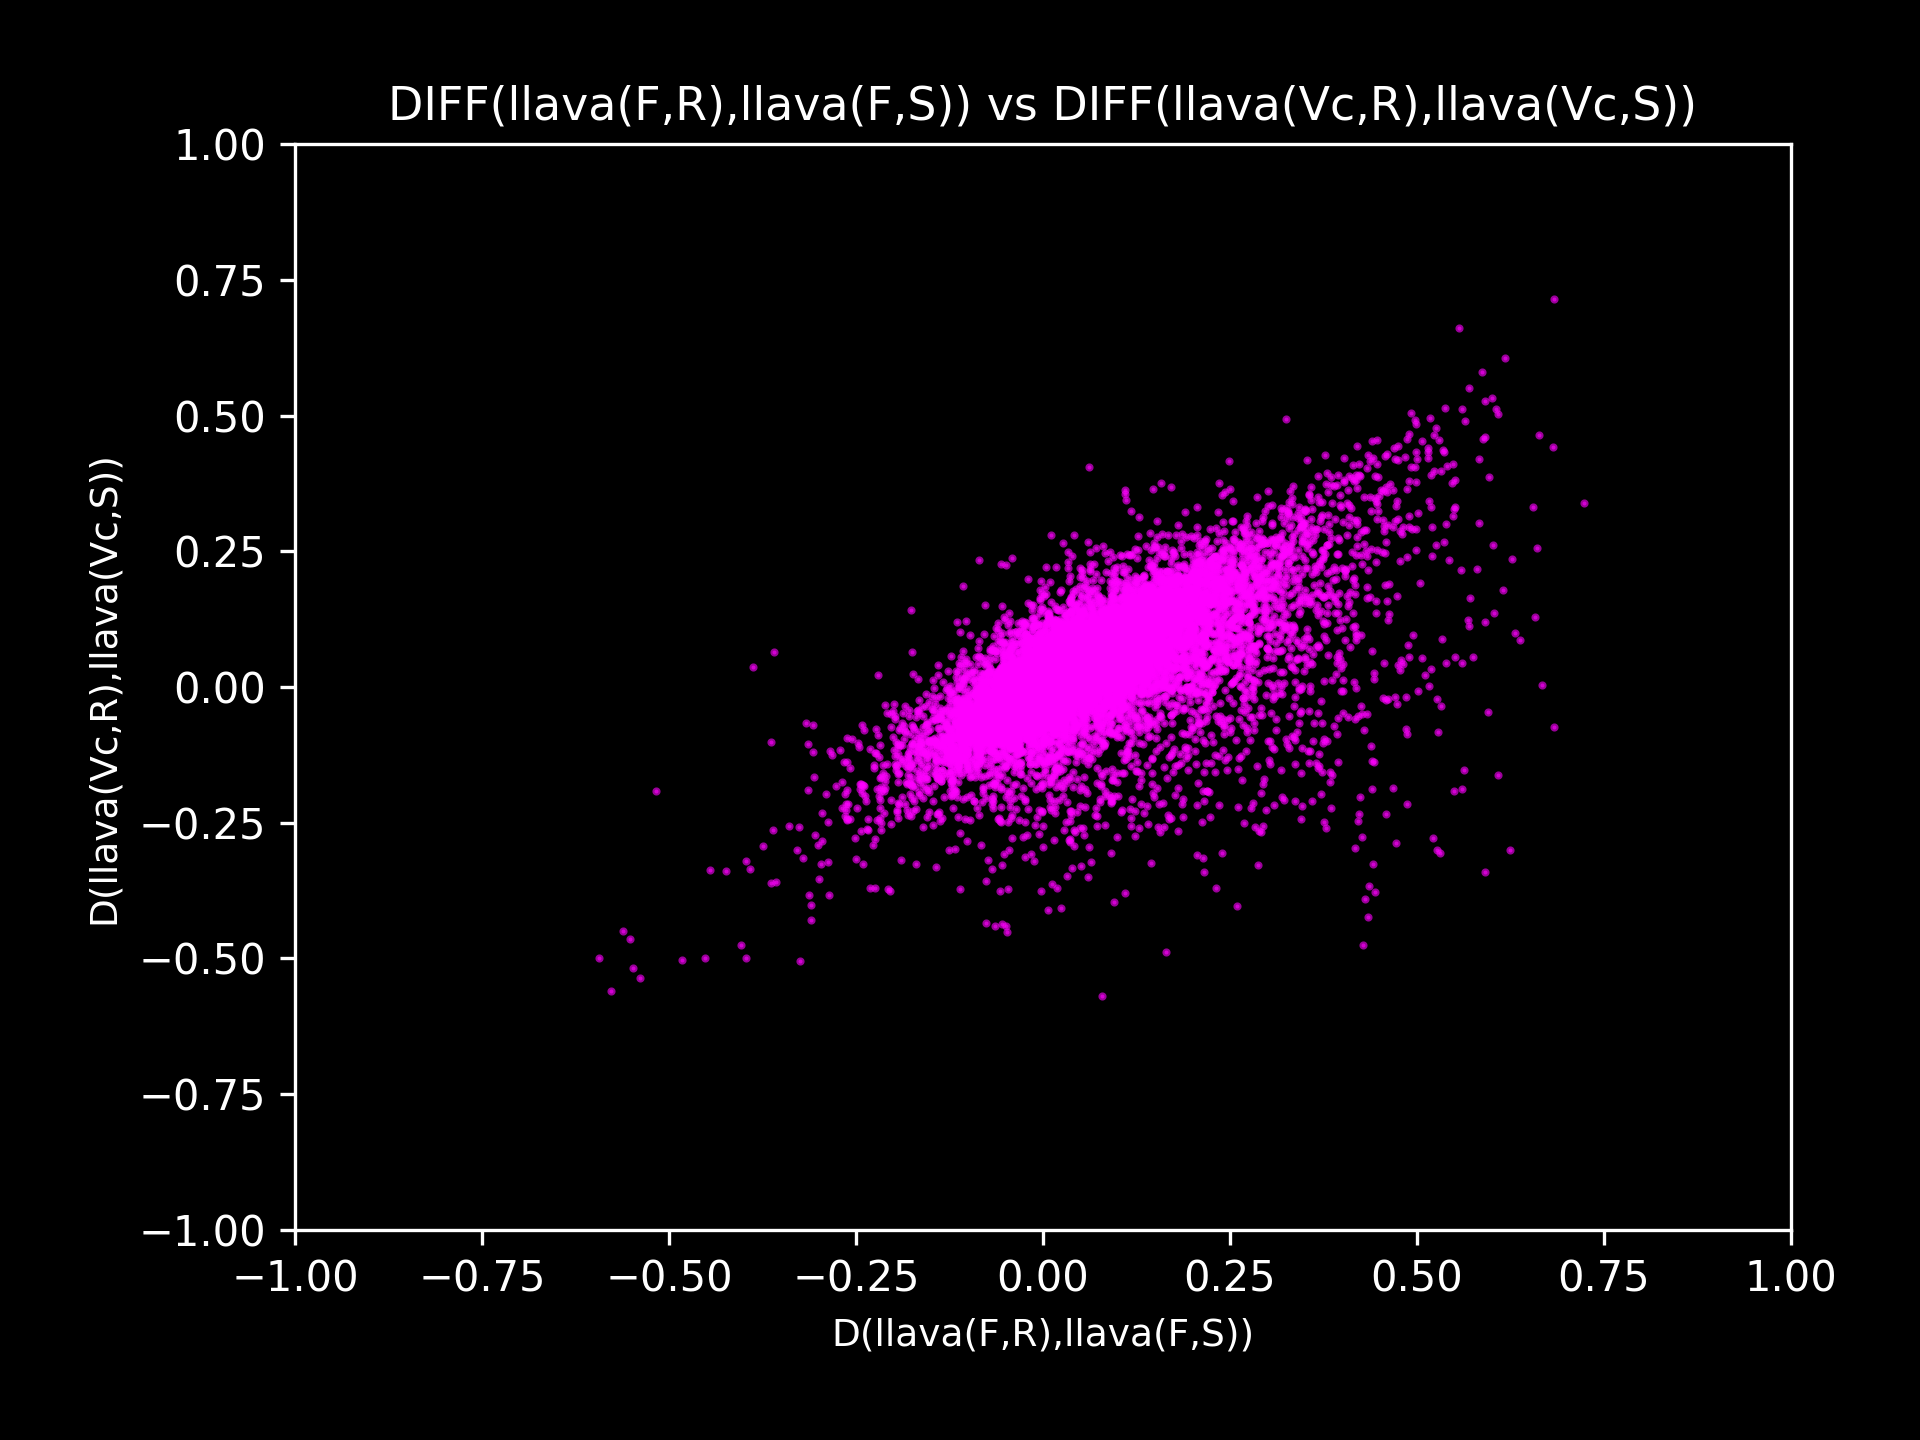 DIFF(llava(F,R),llava(F,S)) vs DIFF(llava(Vc,R),llava(Vc,S))
1.00
0.75
0.50
0.25
0.00
−0.25
−0.50
−0.75
−1.00
D(llava(Vc,R),llava(Vc,S))
−1.00 −0.75 −0.50 −0.25 0.00 0.25 0.50 0.75 1.00
D(llava(F,R),llava(F,S))